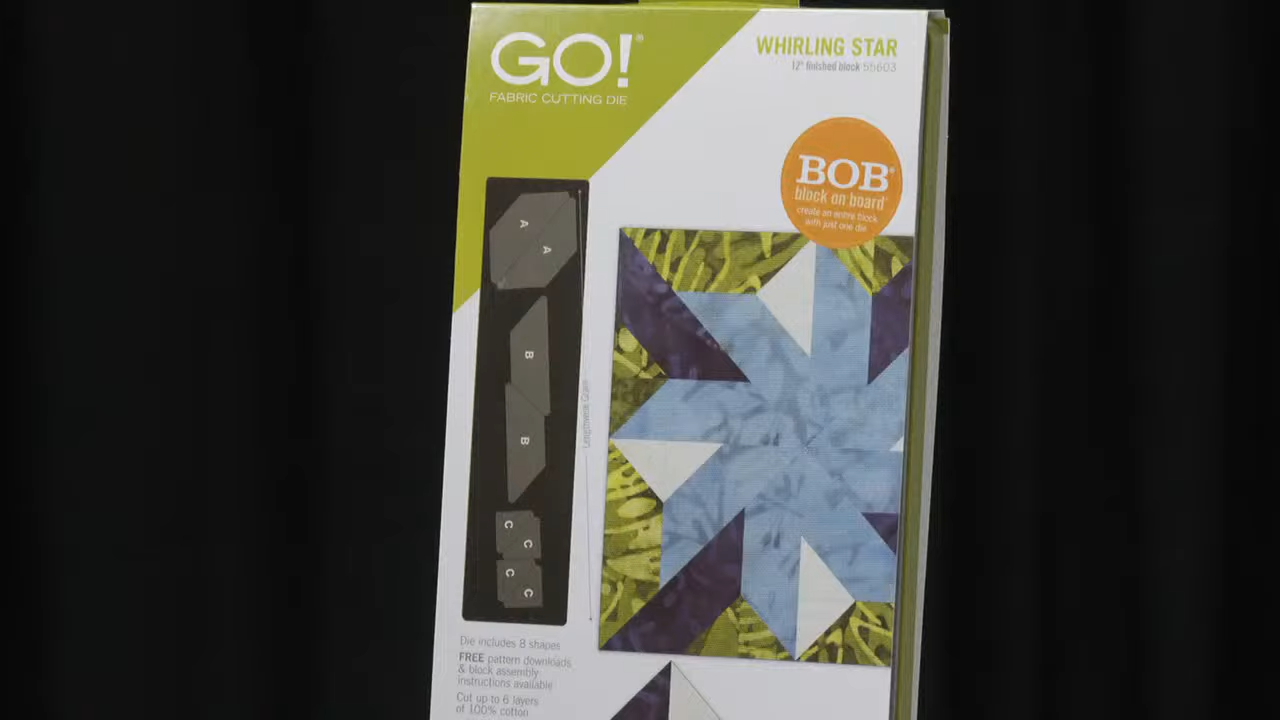 GO!®
FABRIC CUTTING DIE
WHIRLING STAR
12" finished block 55603
BOB®
block on board®
create an entire block
with just one die
A
A
B
B
C
C
C
C
Lengthwise Grain
Die includes 8 shapes
FREE pattern downloads
& block assembly
instructions available
Cut up to 6 layers
of 100% cotton